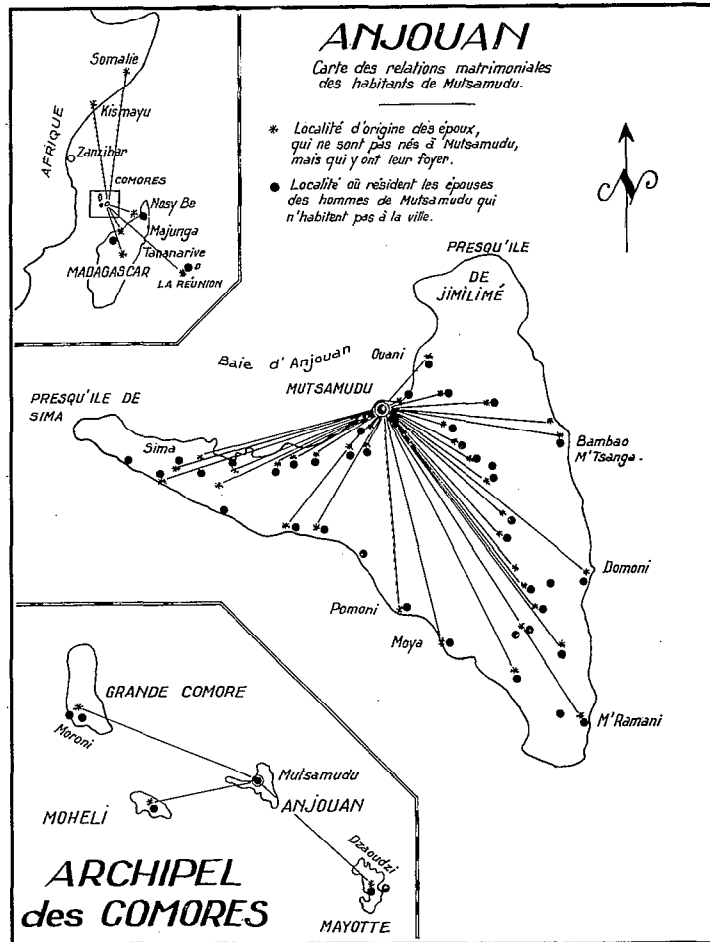 ANJOUAN
Carte des relations matrimoniales
des habitants de Mutsamudu.
* Localité d'origine des époux,
qui ne sont pas nés à Mutsamudu,
mais qui y ont leur foyer.
● Localité où résident les épouses
des hommes de Mutsamudu qui
n'habitent pas à la ville.
N
Somalie
Kismayu
AFRIQUE
Zanzibar
COMORES
Nosy Be
Majunga
Tananarive
MADAGASCAR
LA RÉUNION
PRESQU'ILE
DE
JIMILIMÉ
Baie d'Anjouan
Ouani
MUTSAMUDU
PRESQU'ILE DE
SIMA
Sima
Bambao
M'Tsanga.
Domoni
Pomoni
Moya
M'Ramani
GRANDE COMORE
Moroni
Mutsamudu
ANJOUAN
MOHELI
Dzaoudzi
MAYOTTE
ARCHIPEL
des COMORES